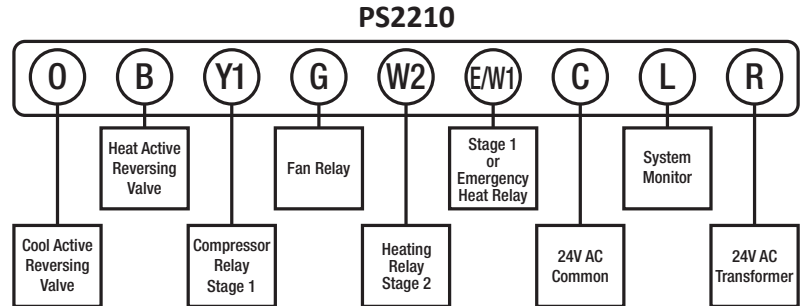 PS2210
O B Y1 G W2 E/W1 C L R
Heat Active
Reversing
Valve
Fan Relay
Stage 1
or
Emergency
Heat Relay
System
Monitor
Cool Active
Reversing
Valve
Compressor
Relay
Stage 1
Heating
Relay
Stage 2
24V AC
Common
24V AC
Transformer